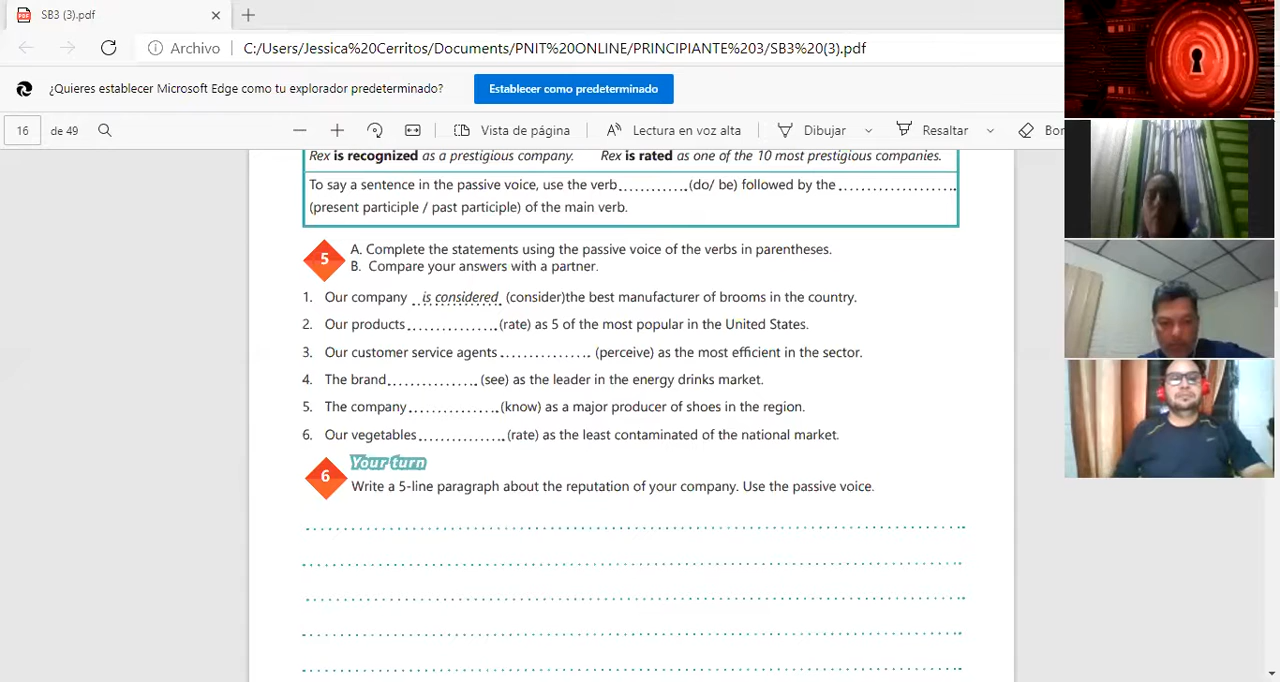 SB3 (3).pdf
Archivo C:/Users/Jessica%20Cerritos/Documents/PNIT%20ONLINE/PRINCIPIANTE%203/SB3%20(3).pdf
¿Quieres establecer Microsoft Edge como tu explorador predeterminado? Establecer como predeterminado
16 de 49 Vista de página Lectura en voz alta Dibujar Resaltar Bor
Rex is recognized as a prestigious company. Rex is rated as one of the 10 most prestigious companies.
To say a sentence in the passive voice, use the verb............(do/ be) followed by the ....................
(present participle / past participle) of the main verb.
5 A. Complete the statements using the passive voice of the verbs in parentheses.
B. Compare your answers with a partner.
1. Our company is considered (consider)the best manufacturer of brooms in the country.
2. Our products...............(rate) as 5 of the most popular in the United States.
3. Our customer service agents............... (perceive) as the most efficient in the sector.
4. The brand............... (see) as the leader in the energy drinks market.
5. The company...............(know) as a major producer of shoes in the region.
6. Our vegetables...............(rate) as the least contaminated of the national market.
Your turn
6 Write a 5-line paragraph about the reputation of your company. Use the passive voice.